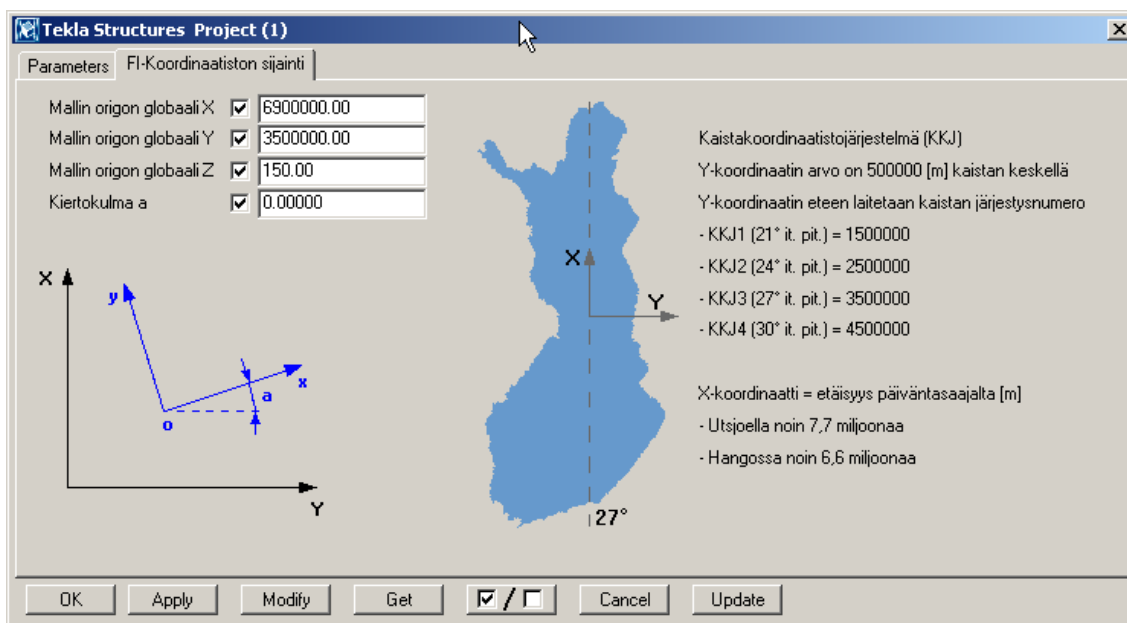 Tekla Structures Project (1)
Parameters
FI-Koordinaatiston sijainti
Mallin origon globaali X 6900000.00
Mallin origon globaali Y 3500000.00
Mallin origon globaali Z 150.00
Kiertokulma a 0.00000
X
y
x
a
o
Y
X
Y
27°
Kaistakoordinaatistojärjestelmä (KKJ)
Y-koordinaatin arvo on 500000 [m] kaistan keskellä
Y-koordinaatin eteen laitetaan kaistan järjestysnumero
- KKJ1 (21° it. pit.) = 1500000
- KKJ2 (24° it. pit.) = 2500000
- KKJ3 (27° it. pit.) = 3500000
- KKJ4 (30° it. pit.) = 4500000
X-koordinaatti = etäisyys päiväntasaajalta [m]
- Utsjoella noin 7,7 miljoonaa
- Hangossa noin 6,6 miljoonaa
OK
Apply
Modify
Get
/
Cancel
Update